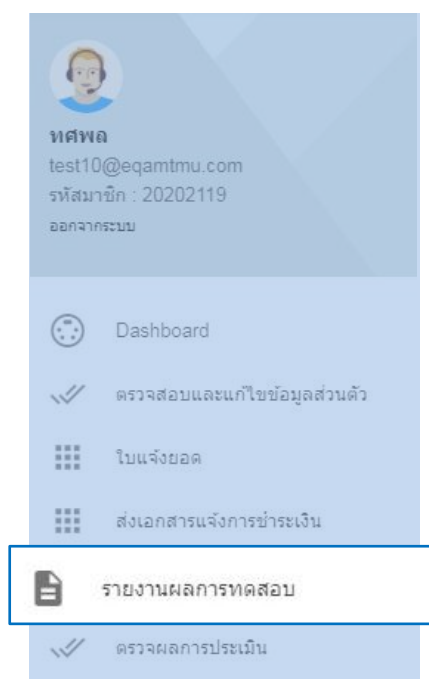 ทศพล
test10@eqamtmu.com
รหัสมาชิก : 20202119
ออกจากระบบ
Dashboard
ตรวจสอบและแก้ไขข้อมูลส่วนตัว
ใบแจ้งยอด
ส่งเอกสารแจ้งการชำระเงิน
รายงานผลการทดสอบ
ตรวจผลการประเมิน